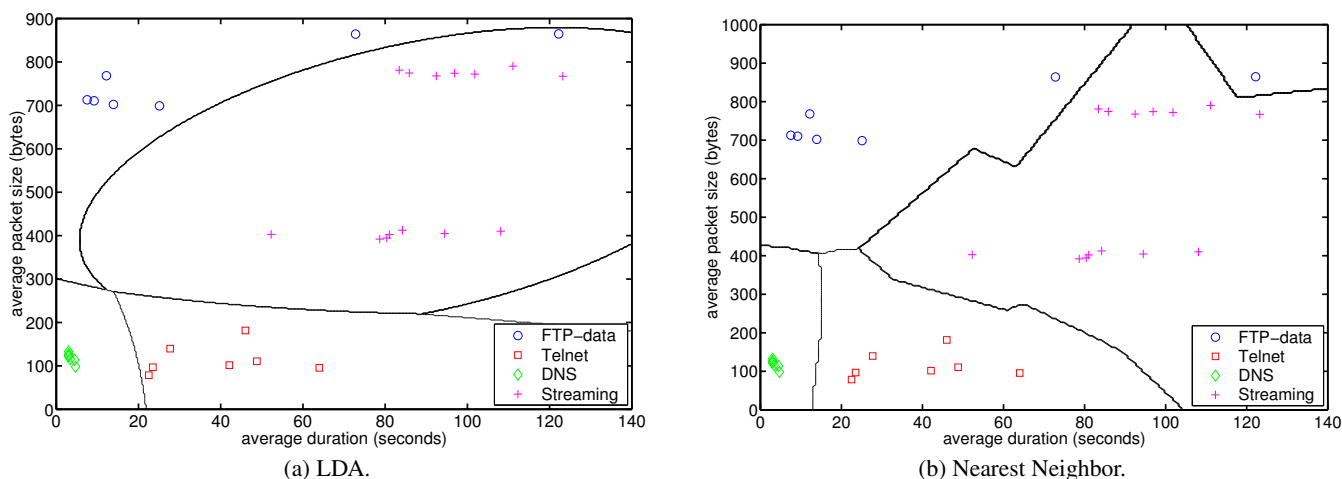 900
800
700
600
500
400
300
200
100
0
0 20 40 60 80 100 120 140
average packet size (bytes)
average duration (seconds)
FTP−data
Telnet
DNS
Streaming
(a) LDA.
1000
900
800
700
600
500
400
300
200
100
0
0 20 40 60 80 100 120 140
average packet size (bytes)
average duration (seconds)
FTP−data
Telnet
DNS
Streaming
(b) Nearest Neighbor.